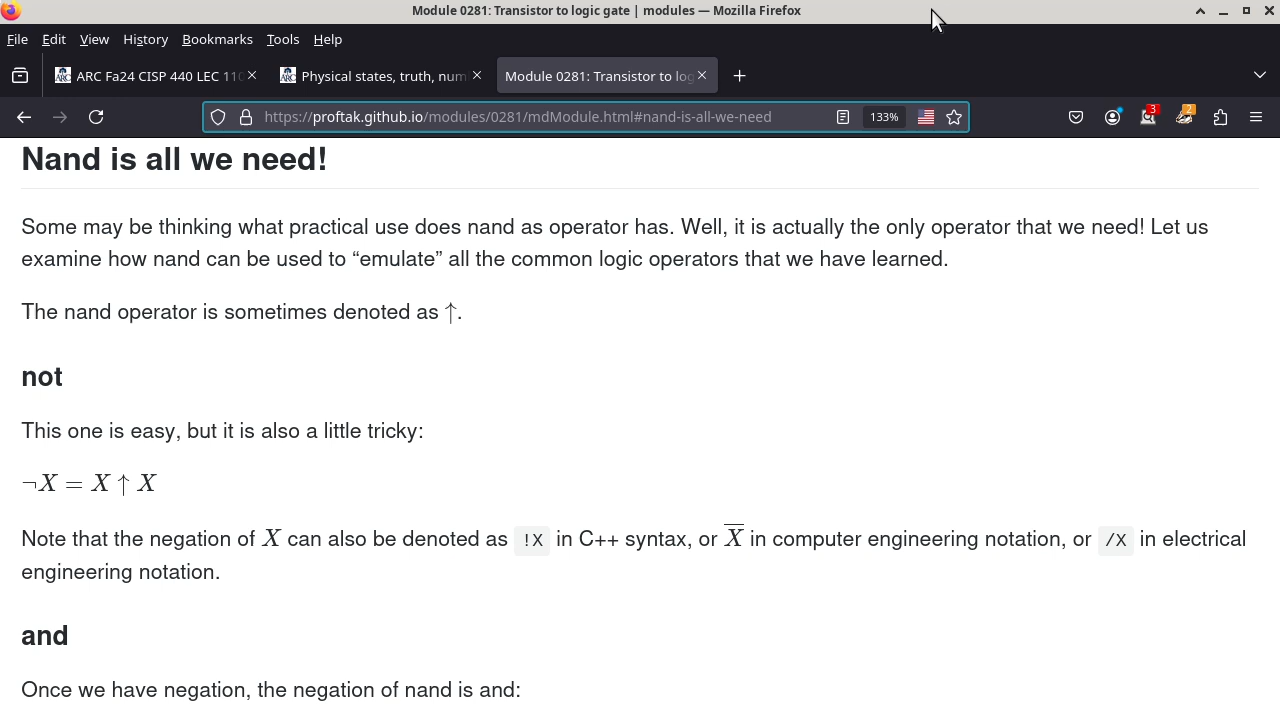 Module 0281: Transistor to logic gate | modules — Mozilla Firefox
File Edit View History Bookmarks Tools Help
ARC Fa24 CISP 440 LEC 110 Physical states, truth, num Module 0281: Transistor to log
https://proftak.github.io/modules/0281/mdModule.html#nand-is-all-we-need 133% 3 2
Nand is all we need!
Some may be thinking what practical use does nand as operator has. Well, it is actually the only operator that we need! Let us
examine how nand can be used to “emulate” all the common logic operators that we have learned.
The nand operator is sometimes denoted as ↑.
not
This one is easy, but it is also a little tricky:
¬X = X ↑ X
Note that the negation of X can also be denoted as !X in C++ syntax, or X̅ in computer engineering notation, or /X in electrical
engineering notation.
and
Once we have negation, the negation of nand is and: